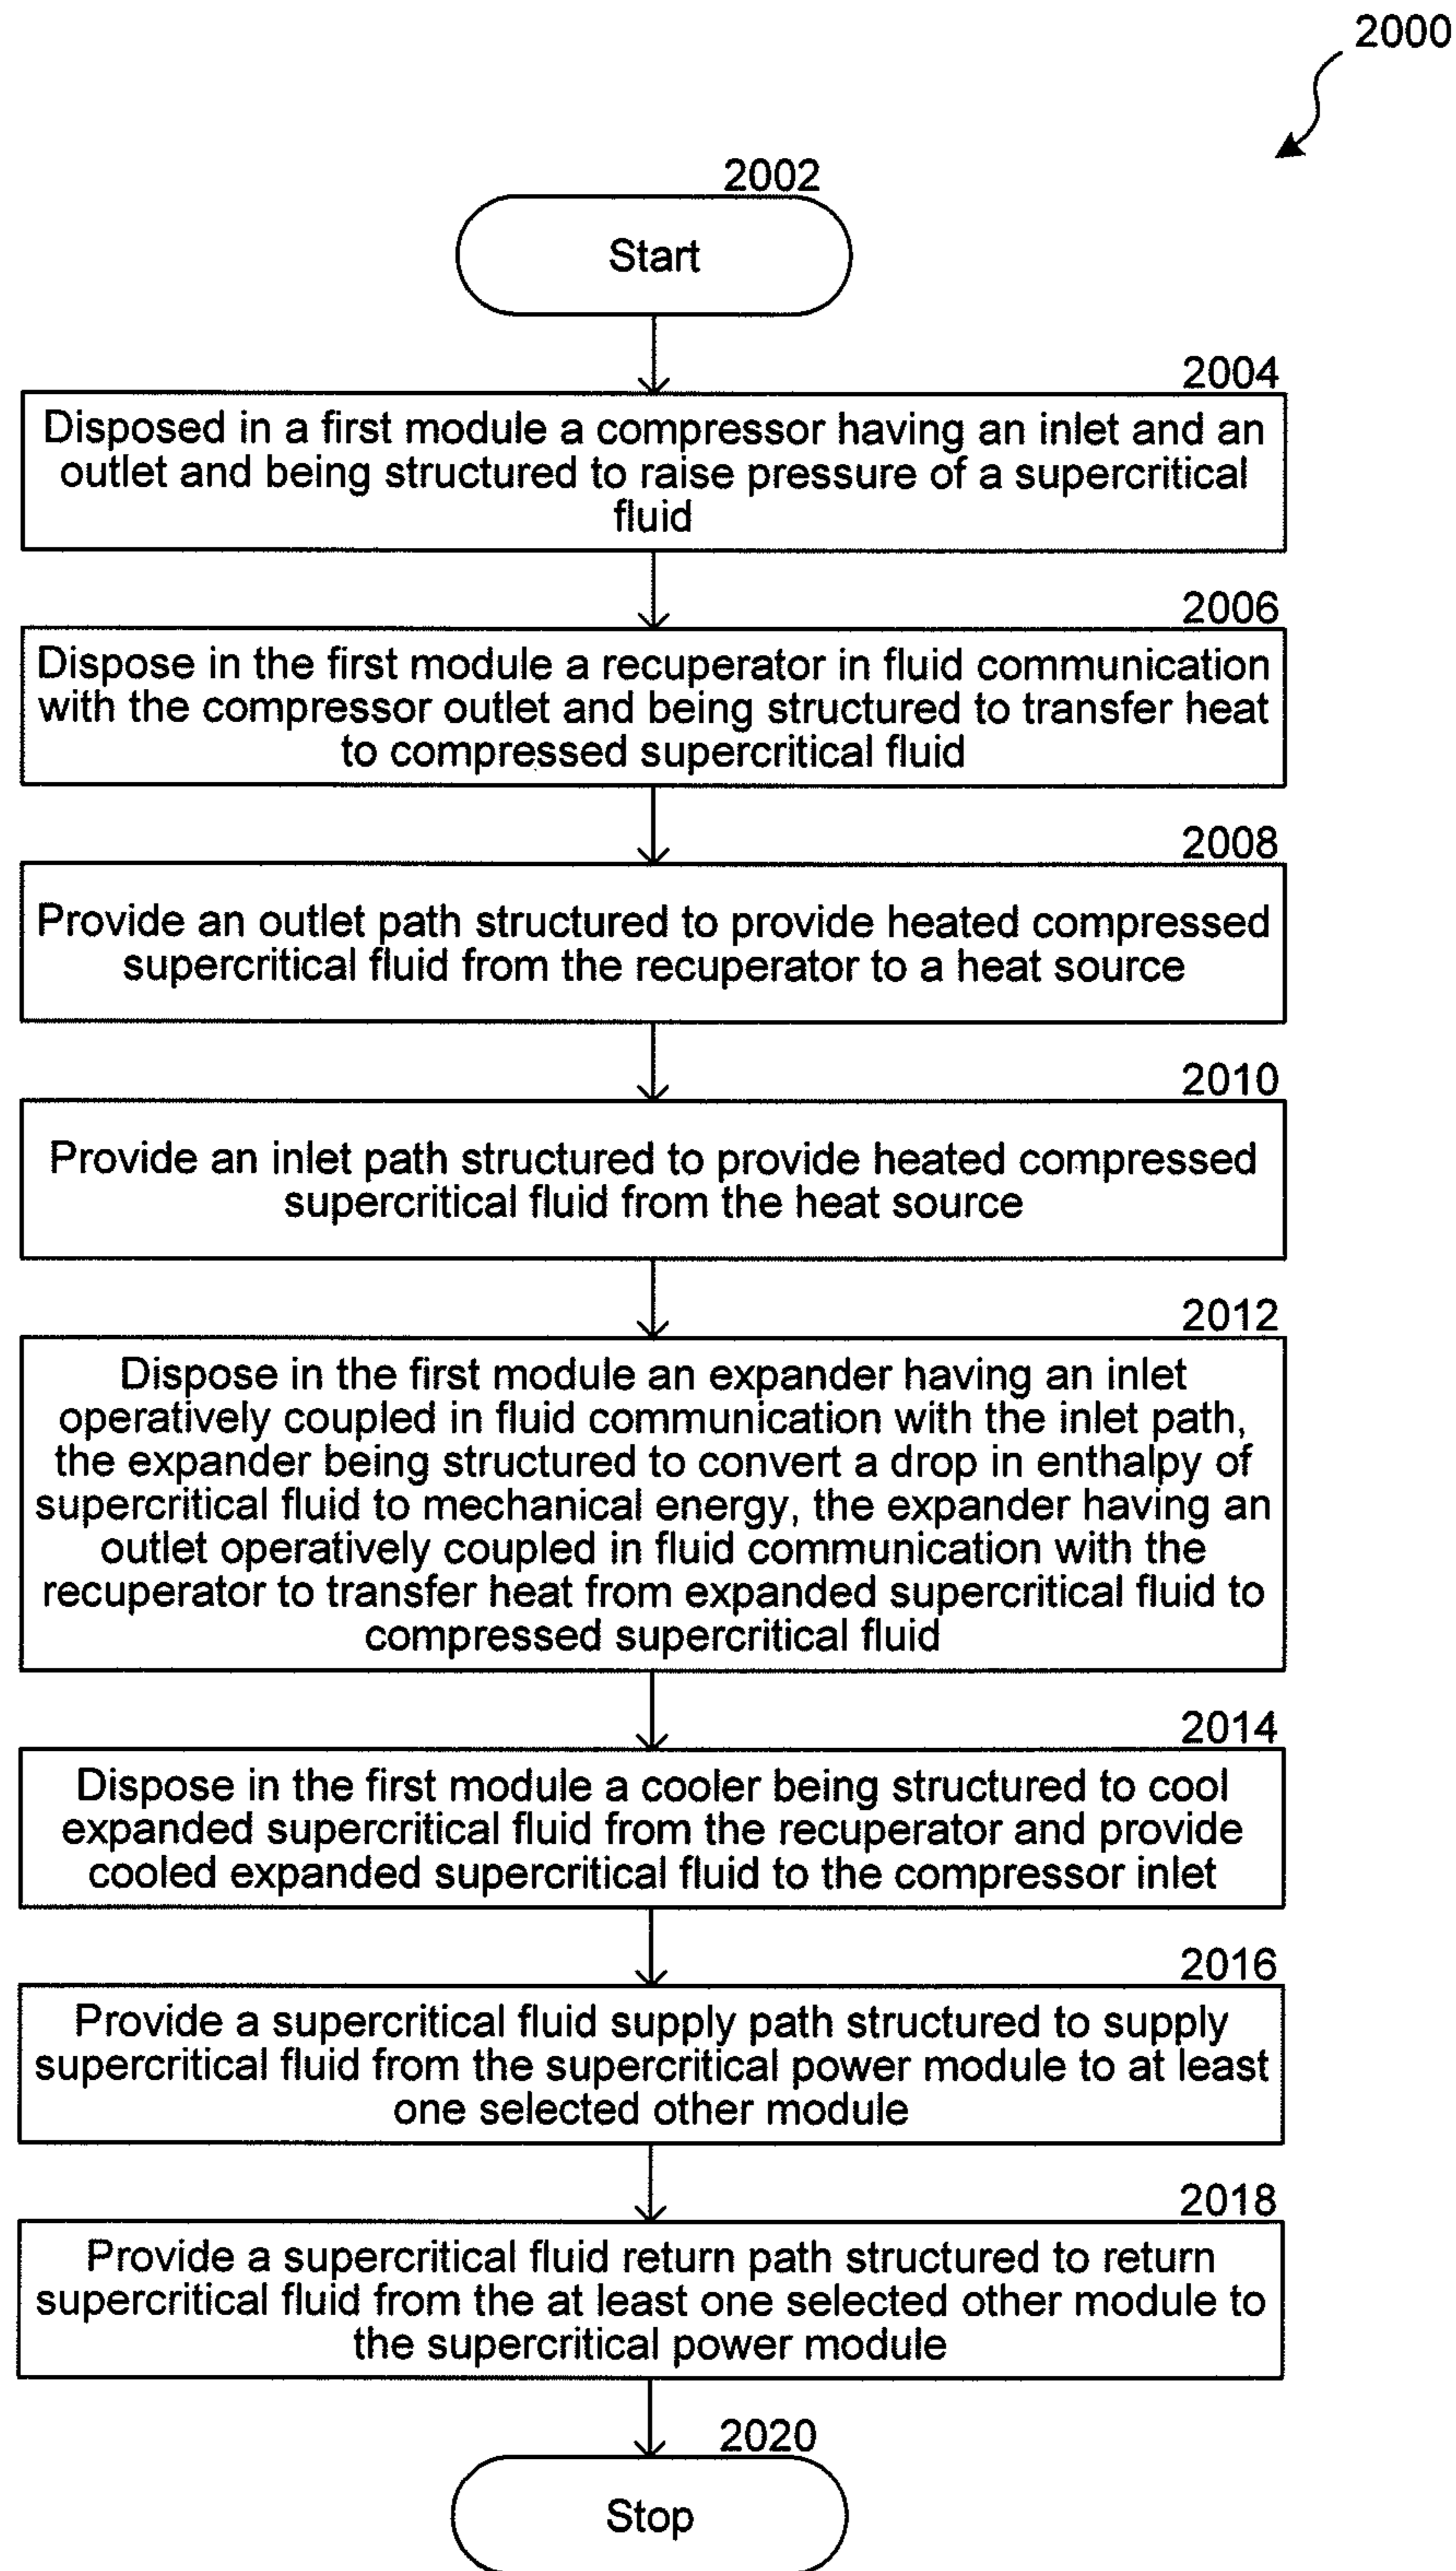 2000
2002
Start
2004
Disposed in a first module a compressor having an inlet and an
outlet and being structured to raise pressure of a supercritical
fluid
2006
Dispose in the first module a recuperator in fluid communication
with the compressor outlet and being structured to transfer heat
to compressed supercritical fluid
2008
Provide an outlet path structured to provide heated compressed
supercritical fluid from the recuperator to a heat source
2010
Provide an inlet path structured to provide heated compressed
supercritical fluid from the heat source
2012
Dispose in the first module an expander having an inlet
operatively coupled in fluid communication with the inlet path,
the expander being structured to convert a drop in enthalpy of
supercritical fluid to mechanical energy, the expander having an
outlet operatively coupled in fluid communication with the
recuperator to transfer heat from expanded supercritical fluid to
compressed supercritical fluid
2014
Dispose in the first module a cooler being structured to cool
expanded supercritical fluid from the recuperator and provide
cooled expanded supercritical fluid to the compressor inlet
2016
Provide a supercritical fluid supply path structured to supply
supercritical fluid from the supercritical power module to at least
one selected other module
2018
Provide a supercritical fluid return path structured to return
supercritical fluid from the at least one selected other module to
the supercritical power module
2020
Stop